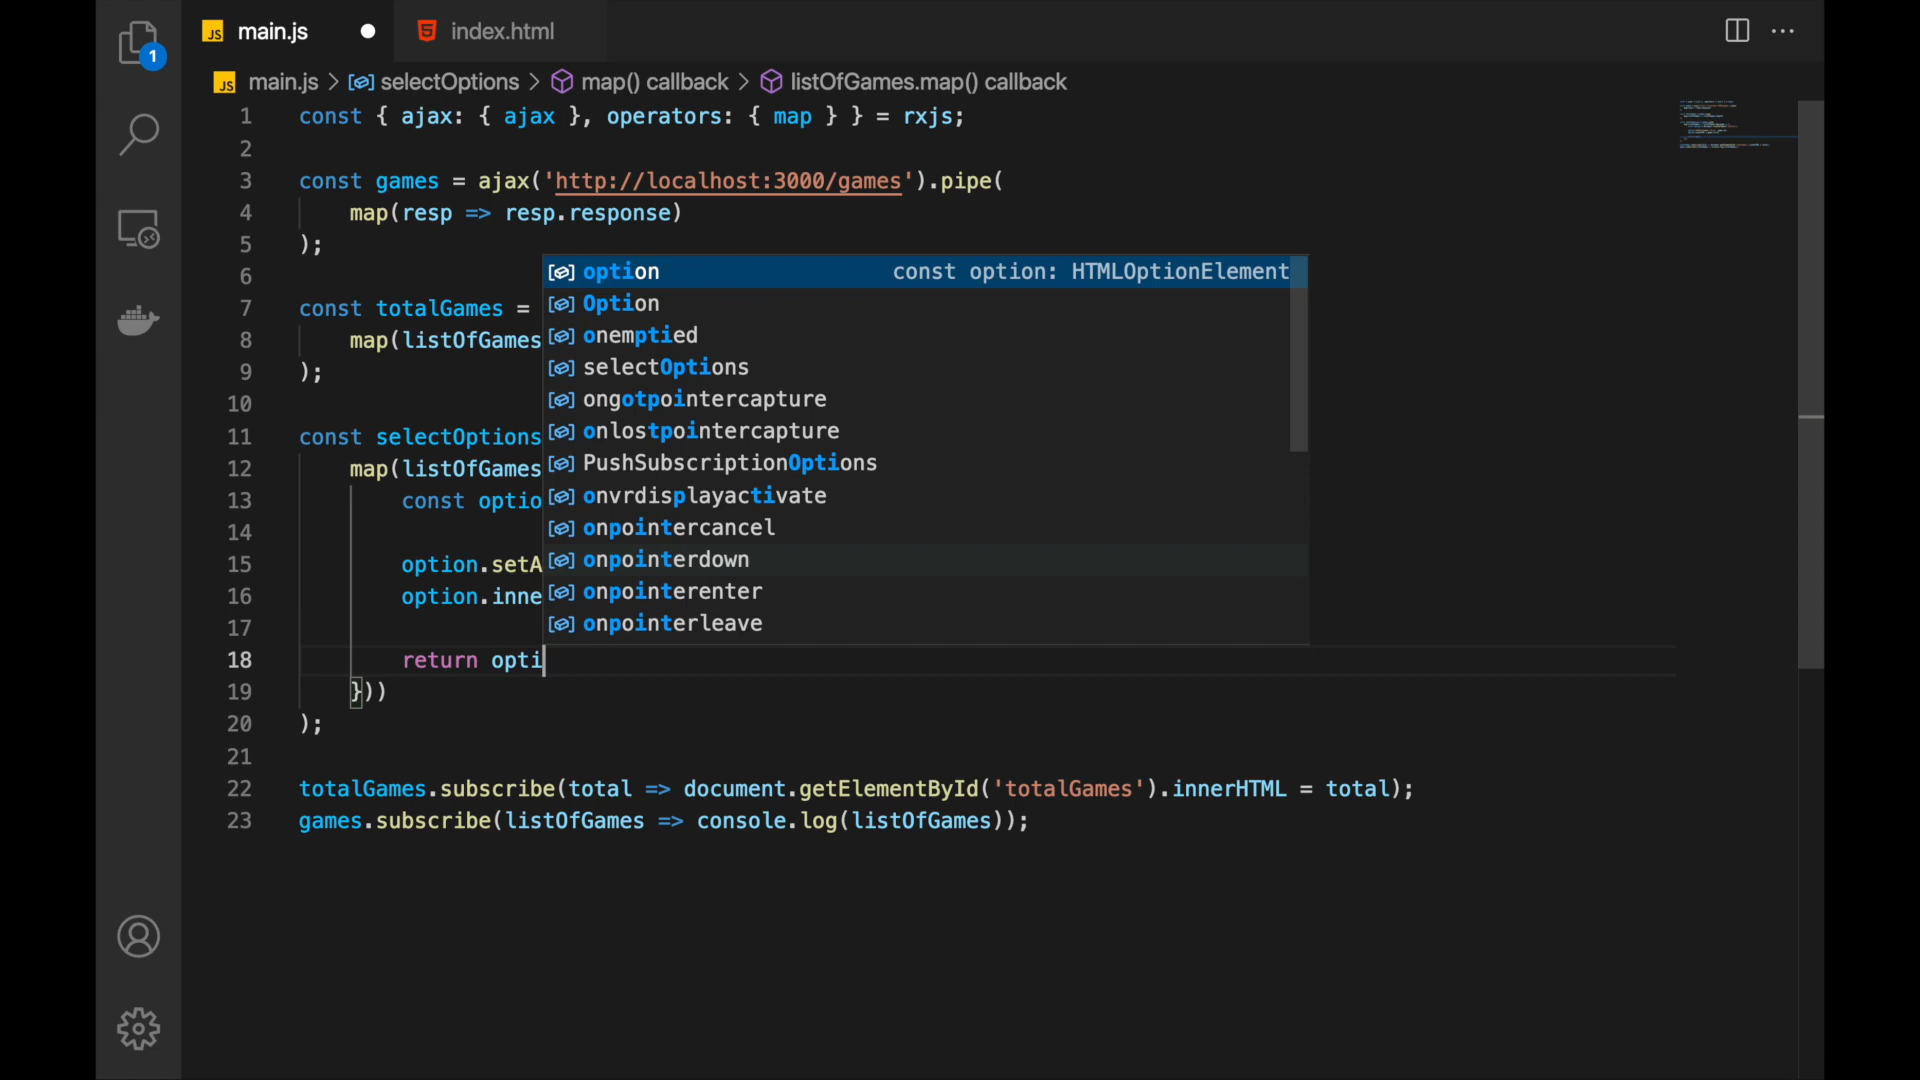 JS main.js ● index.html
1
JS main.js > selectOptions > map() callback > listOfGames.map() callback
1 const { ajax: { ajax }, operators: { map } } = rxjs;
2
3 const games = ajax('http://localhost:3000/games').pipe(
4 map(resp => resp.response)
5 );
6
7 const totalGames =
8 map(listOfGames
9 );
10
11 const selectOptions
12 map(listOfGames
13 const optio
14
15 option.setA
16 option.inne
17
18 return opti
19 }))
20 );
21
22 totalGames.subscribe(total => document.getElementById('totalGames').innerHTML = total);
23 games.subscribe(listOfGames => console.log(listOfGames));
option const option: HTMLOptionElement
Option
onemptied
selectOptions
ongotpointercapture
onlostpointercapture
PushSubscriptionOptions
onvrdisplayactivate
onpointercancel
onpointerdown
onpointerenter
onpointerleave